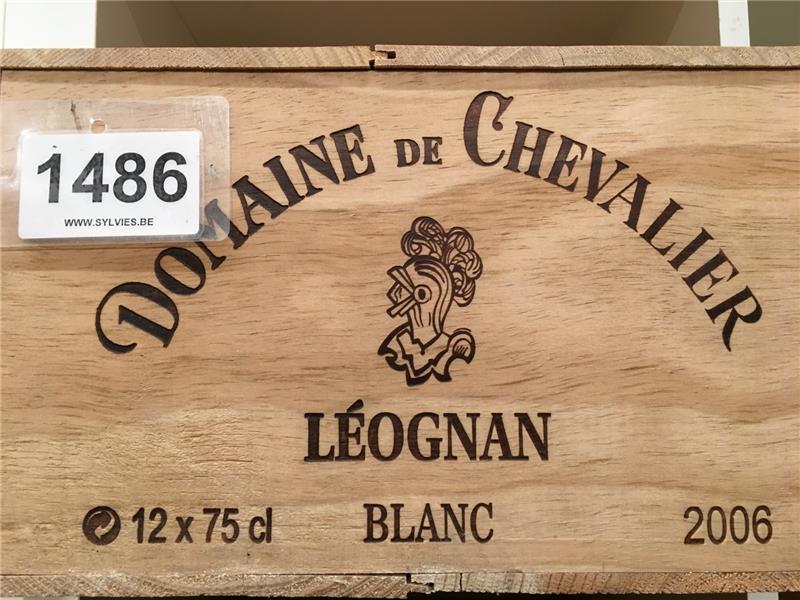 1486
WWW.SYLVIES.BE
DOMAINE DE CHEVALIER
LÉOGNAN
12 x 75 cl BLANC 2006